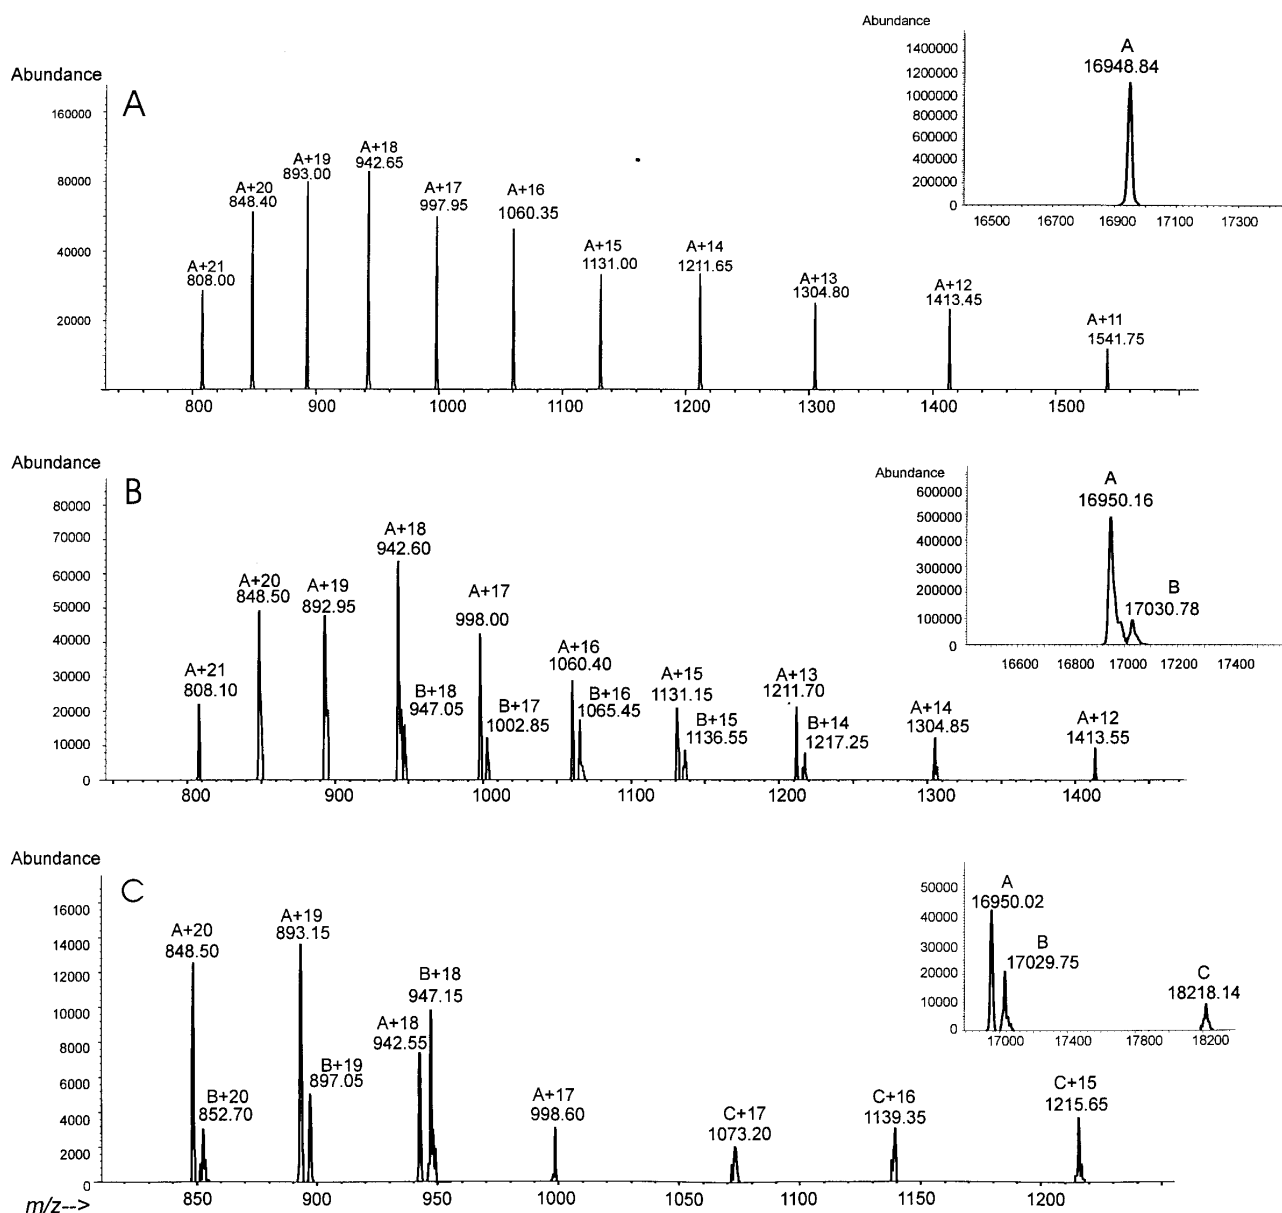 Abundance
A
160000
80000
40000
20000
A+21
808.00
A+20
848.40
A+19
893.00
A+18
942.65
A+17
997.95
A+16
1060.35
A+15
1131.00
A+14
1211.65
A+13
1304.80
A+12
1413.45
A+11
1541.75
800 900 1000 1100 1200 1300 1400 1500
Abundance
1400000
1200000
1000000
800000
600000
400000
200000
0
A
16948.84
16500 16700 16900 17100 17300
Abundance
B
80000
70000
60000
50000
40000
30000
20000
10000
0
A+21
808.10
A+20
848.50
A+19
892.95
A+18
942.60
B+18
947.05
A+17
998.00
B+17
1002.85
A+16
1060.40
B+16
1065.45
A+15
1131.15
B+15
1136.55
A+13
1211.70
B+14
1217.25
A+14
1304.85
A+12
1413.55
800 900 1000 1100 1200 1300 1400
Abundance
600000
500000
400000
300000
200000
100000
0
A
16950.16
B
17030.78
16600 16800 17000 17200 17400
Abundance
C
16000
14000
12000
10000
8000
6000
4000
2000
0
A+20
848.50
B+20
852.70
A+19
893.15
B+19
897.05
A+18
942.55
B+18
947.15
A+17
998.60
C+17
1073.20
C+16
1139.35
C+15
1215.65
850 900 950 1000 1050 1100 1150 1200
m/z-->
50000
40000
30000
20000
10000
0
A
16950.02
B
17029.75
C
18218.14
17000 17400 17800 18200